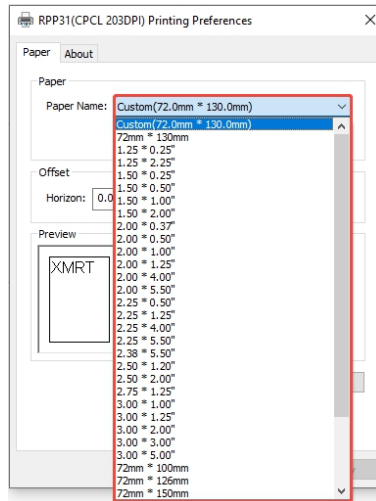 RPP31(CPCL 203DPI) Printing Preferences
Paper About
Paper
Paper Name: Custom(72.0mm * 130.0mm)
Custom(72.0mm * 130.0mm)
72mm * 130mm
1.25 * 0.25"
1.25 * 2.25"
1.50 * 0.25"
1.50 * 0.50"
1.50 * 1.00"
1.50 * 2.00"
2.00 * 0.37"
2.00 * 0.50"
2.00 * 1.00"
2.00 * 1.25"
2.00 * 4.00"
2.00 * 5.50"
2.25 * 0.50"
2.25 * 1.25"
2.25 * 4.00"
2.25 * 5.50"
2.38 * 5.50"
2.50 * 1.20"
2.50 * 2.00"
2.75 * 1.25"
3.00 * 1.00"
3.00 * 1.25"
3.00 * 2.00"
3.00 * 3.00"
3.00 * 5.00"
72mm * 100mm
72mm * 126mm
72mm * 150mm
Offset
Horizon: 0.0
Preview
XMRT